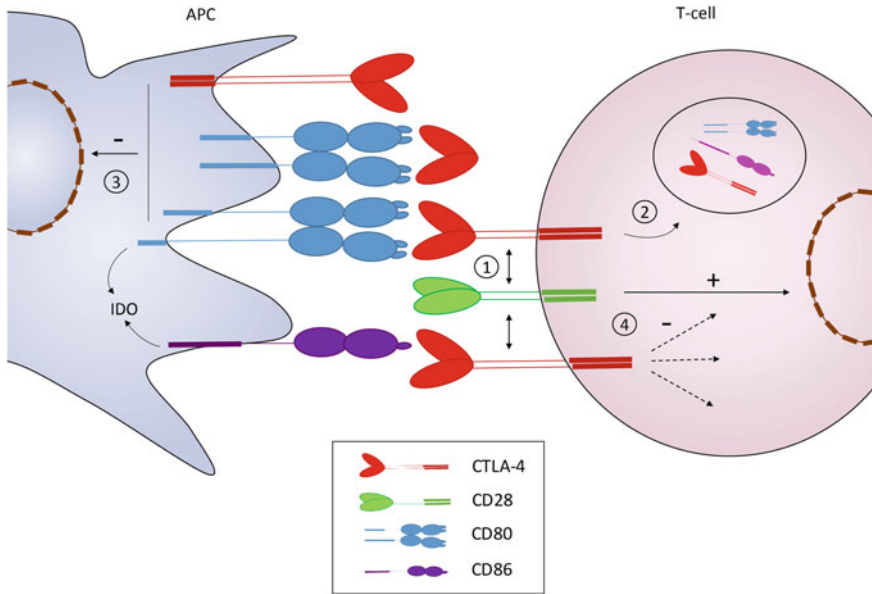 APC
T-cell
-
3
2
1
+
IDO
4
-
CTLA-4
CD28
CD80
CD86